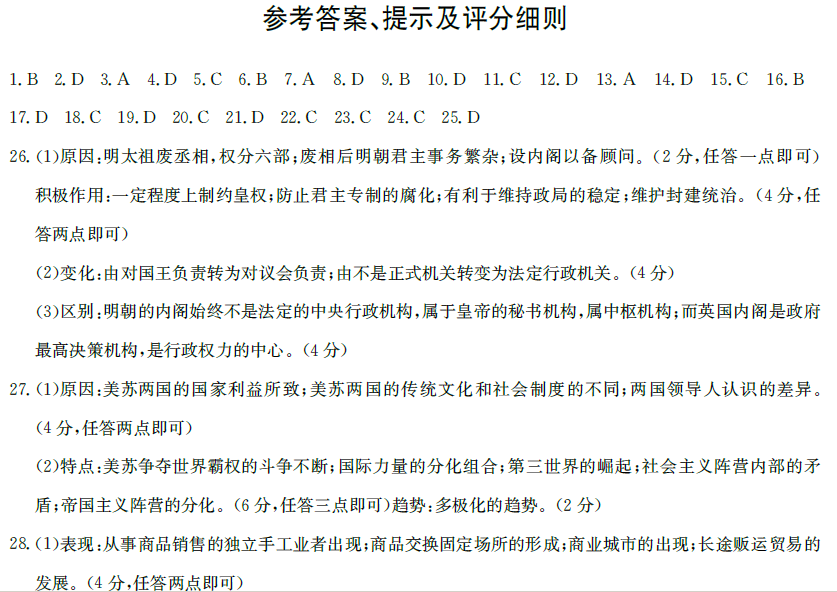 参考答案、提示及评分细则
1. B 2. D 3. A 4. D 5. C 6. B 7. A 8. D 9. B 10. D 11. C 12. D 13. A 14. D 15. C 16. B
17. D 18. C 19. D 20. C 21. D 22. C 23. C 24. C 25. D
26. (1)原因:明太祖废丞相,权分六部;废相后明朝君主事务繁杂;设内阁以备顾问。(2 分,任答一点即可)
积极作用:一定程度上制约皇权;防止君主专制的腐化;有利于维持政局的稳定;维护封建统治。(4 分,任
答两点即可)
(2)变化:由对国王负责转为对议会负责;由不是正式机关转变为法定行政机关。(4 分)
(3)区别:明朝的内阁始终不是法定的中央行政机构,属于皇帝的秘书机构,属中枢机构;而英国内阁是政府
最高决策机构,是行政权力的中心。(4 分)
27. (1)原因:美苏两国的国家利益所致;美苏两国的传统文化和社会制度的不同;两国领导人认识的差异。
(4 分,任答两点即可)
(2)特点:美苏争夺世界霸权的斗争不断;国际力量的分化组合;第三世界的崛起;社会主义阵营内部的矛
盾;帝国主义阵营的分化。(6 分,任答三点即可)趋势:多极化的趋势。(2 分)
28. (1)表现:从事商品销售的独立手工业者出现;商品交换固定场所的形成;商业城市的出现;长途贩运贸易的
发展。(4 分,任答两点即可)